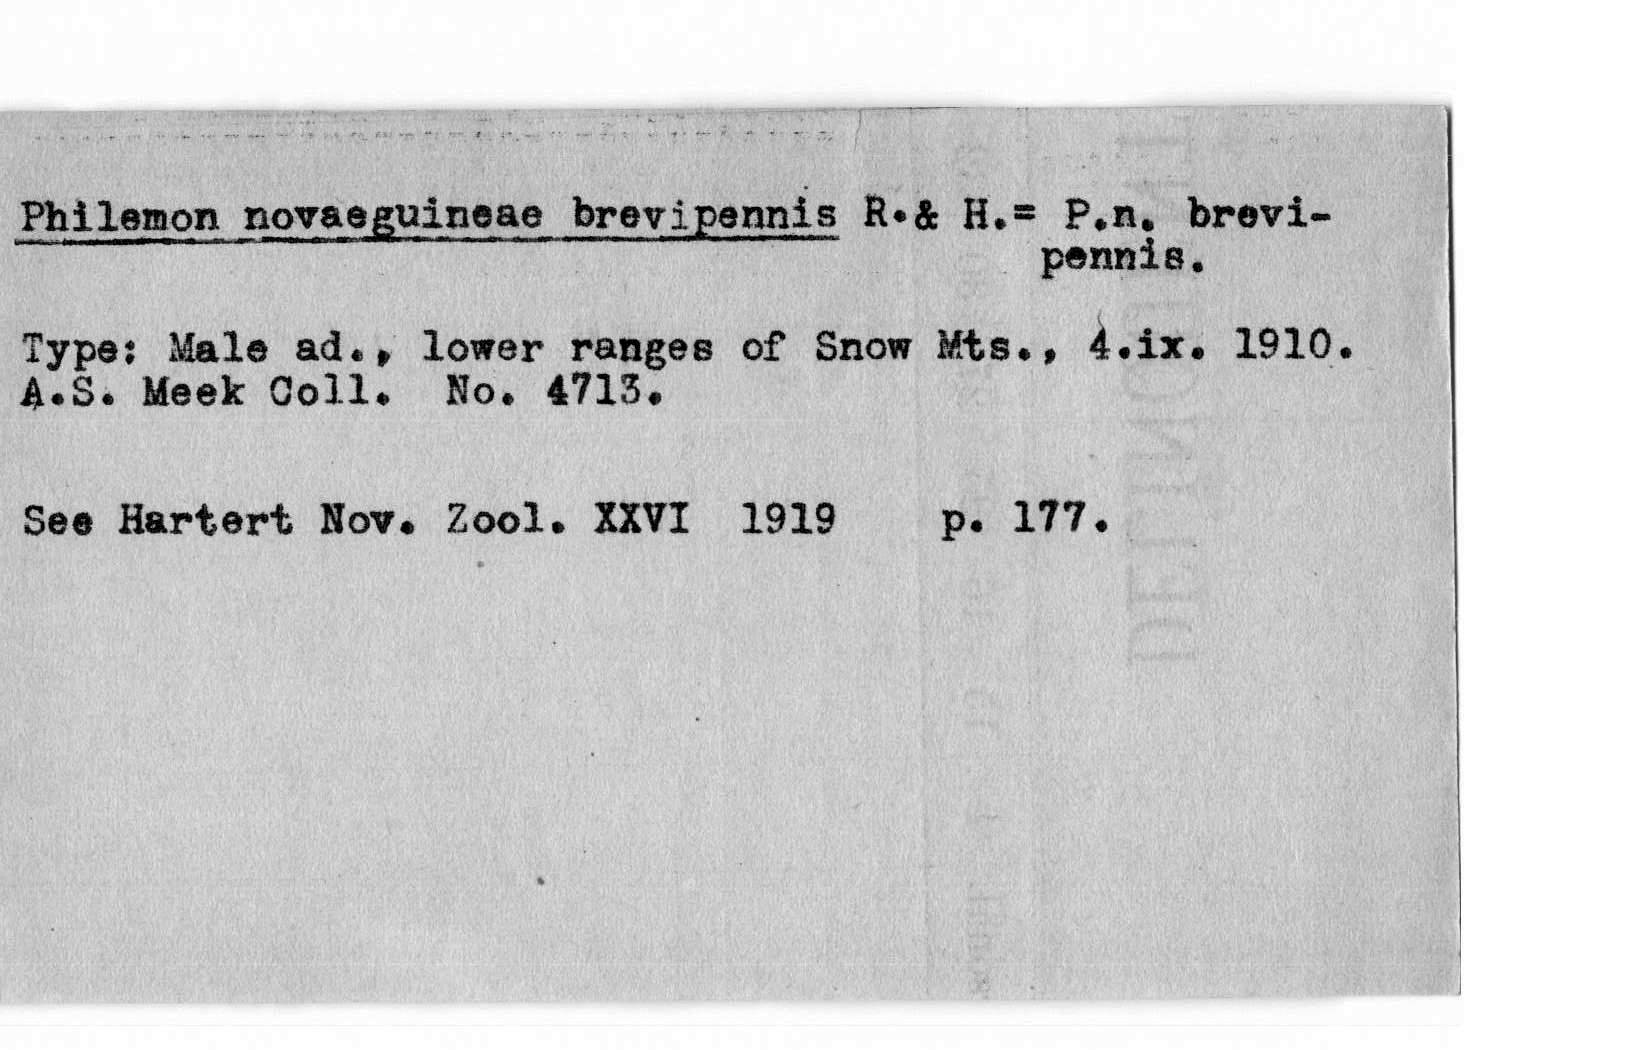 Philemon novaeguineae brevipennis R.& H.= P.n. brevi-
pennis.
Type: Male ad., lower ranges of Snow Mts., 4.ix. 1910.
A.S. Meek Coll. No. 4713.
See Hartert Nov. Zool. XXVI 1919 p. 177.